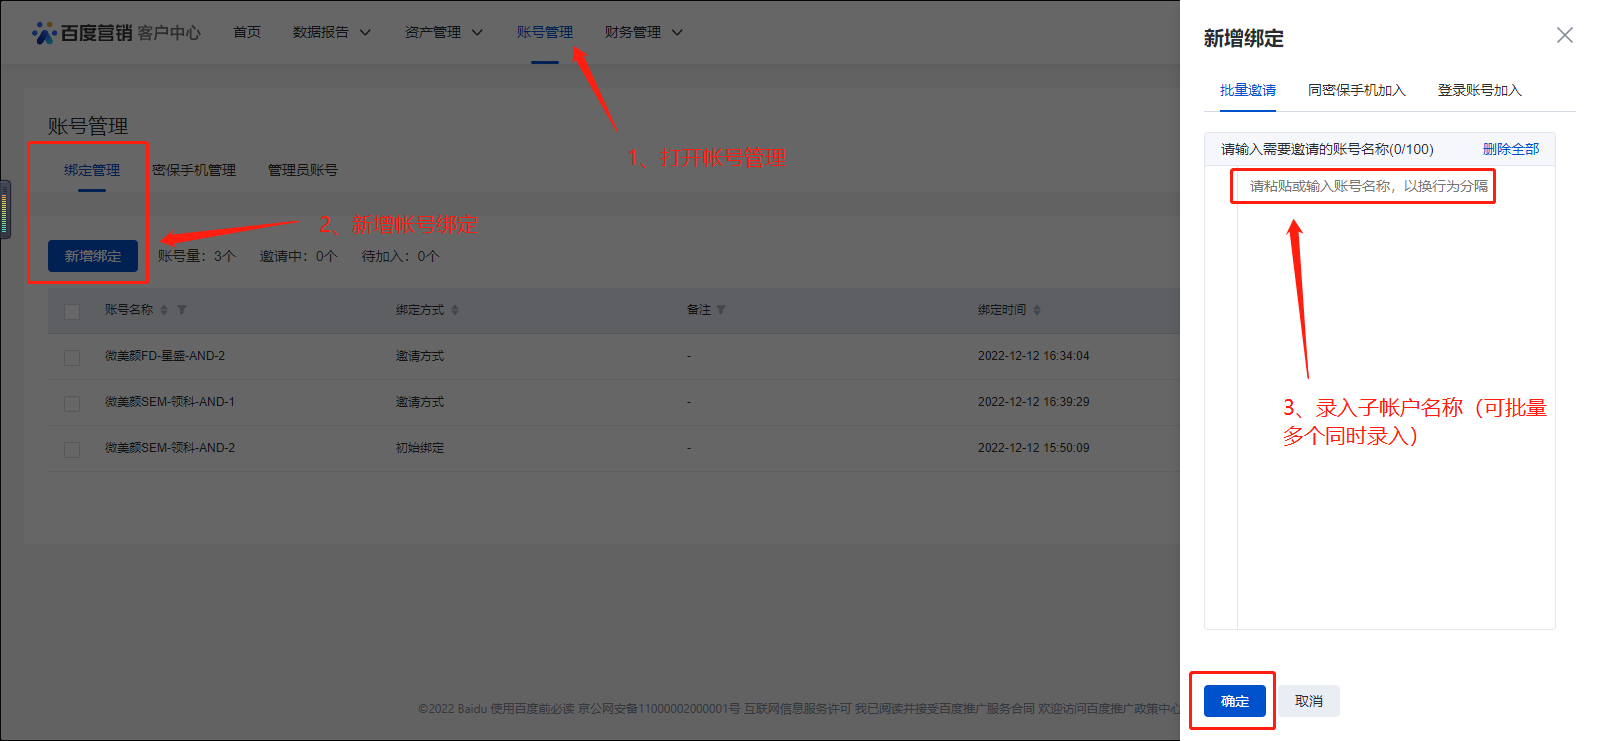 百度营销 客户中心 首页 数据报告 资产管理 账号管理 财务管理
账号管理
1、打开帐号管理
绑定管理 密保手机管理 管理员账号
2、新增帐号绑定
新增绑定 账号量：3个 邀请中：0个 待加入：0个
账号名称 绑定方式 备注 绑定时间
微美颜FD-星盛-AND-2 邀请方式 - 2022-12-12 16:34:04
微美颜SEM-领科-AND-1 邀请方式 - 2022-12-12 16:39:29
微美颜SEM-领科-AND-2 初始绑定 - 2022-12-12 15:50:09
©2022 Baidu 使用百度前必读 京公网安备11000002000001号 互联网信息服务许可 我已阅读并接受百度推广服务合同 欢迎访问百度推广政策中心
新增绑定
批量邀请 同密保手机加入 登录账号加入
请输入需要邀请的账号名称(0/100) 删除全部
请粘贴或输入账号名称，以换行为分隔
3、录入子帐户名称（可批量
多个同时录入）
确定 取消